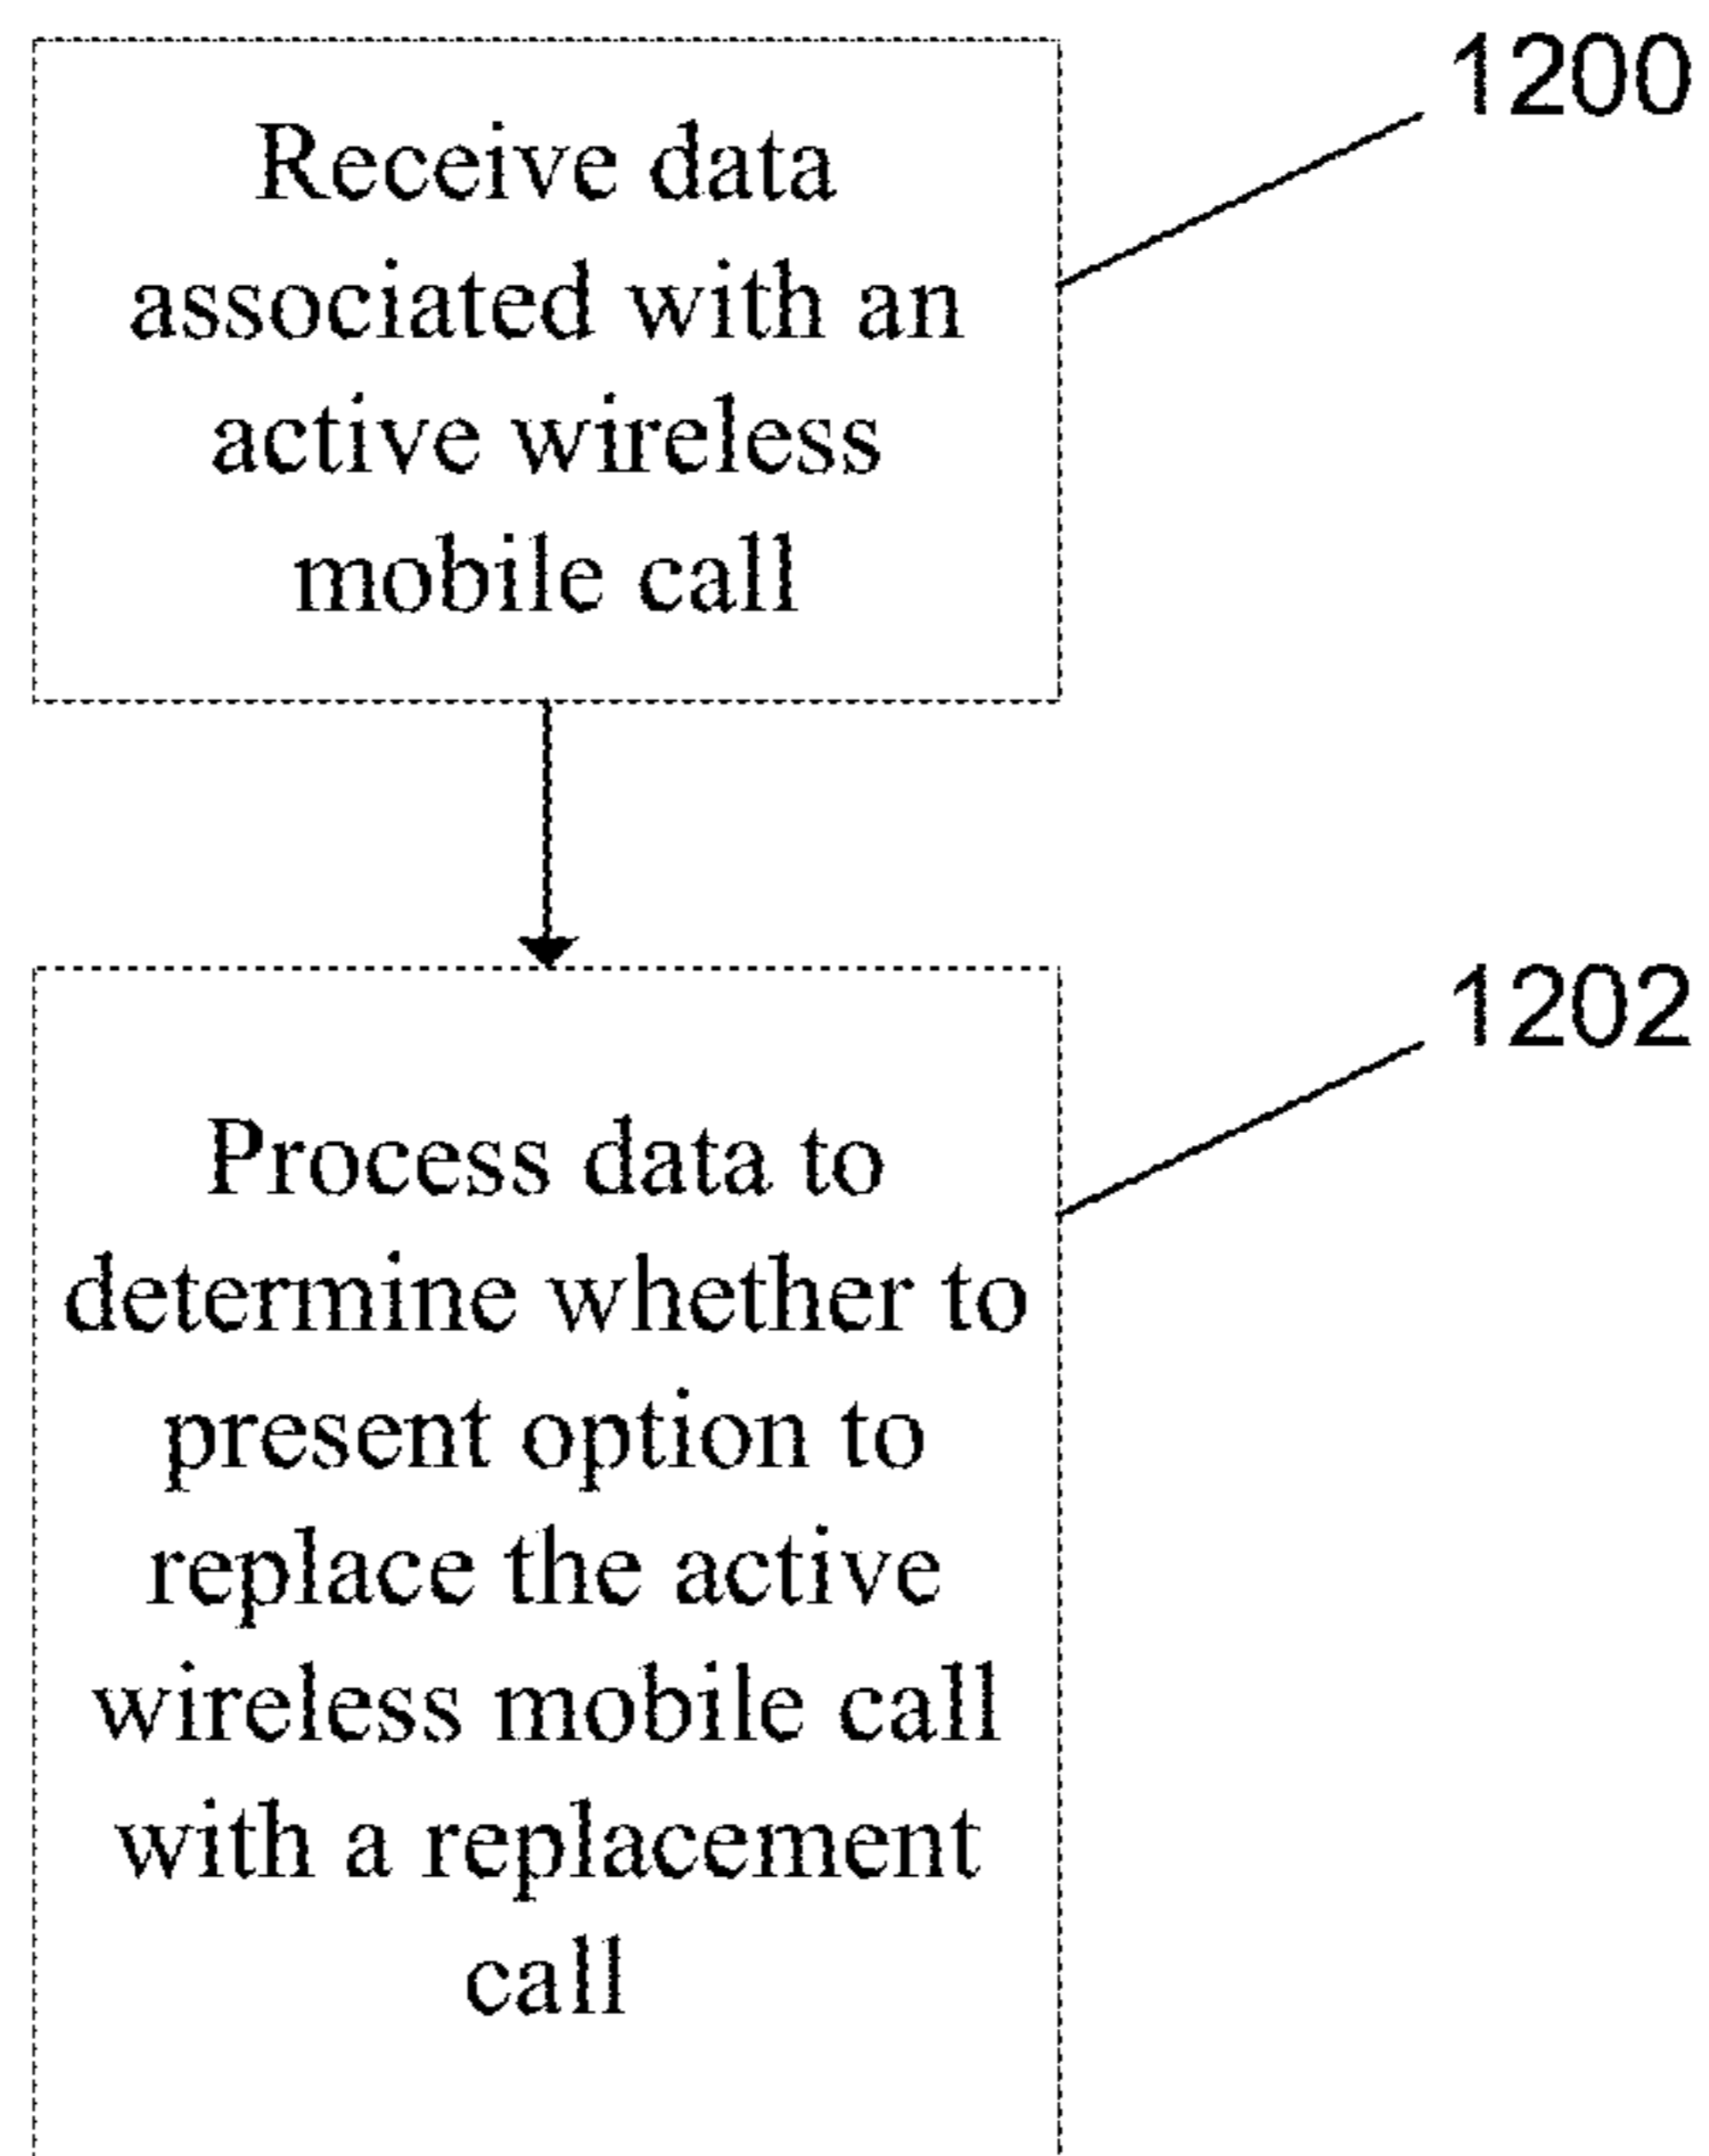 1200
Receive data
associated with an
active wireless
mobile call
1202
Process data to
determine whether to
present option to
replace the active
wireless mobile call
with a replacement
call